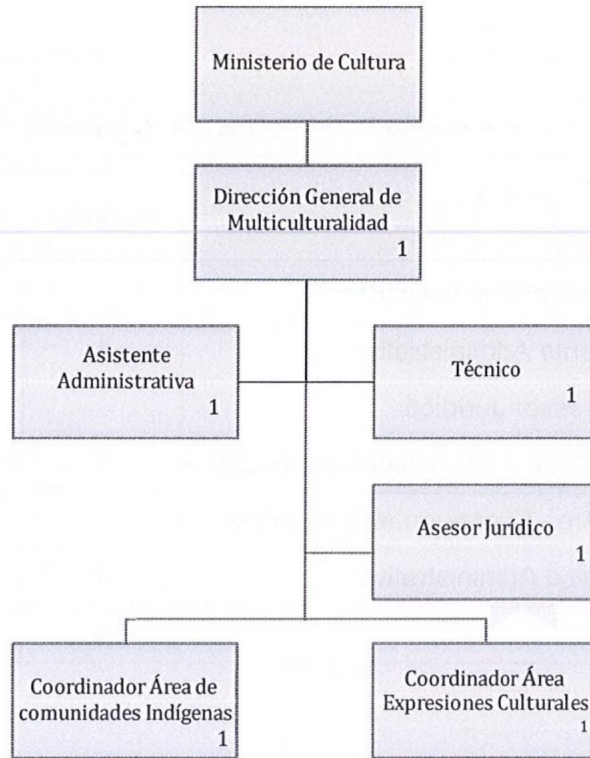 Ministerio de Cultura
Dirección General de
Multiculturalidad
1
Asistente
Administrativa
1
Técnico
1
Asesor Jurídico
1
Coordinador Área de
comunidades Indígenas
1
Coordinador Área
Expresiones Culturales
1